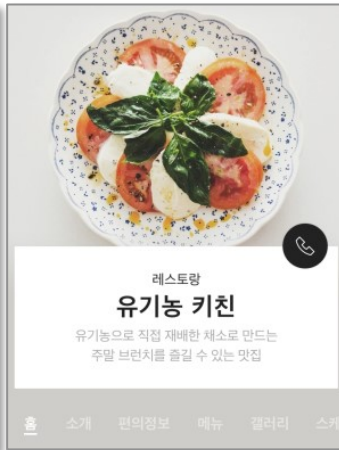 레스토랑
유기농 키친
유기농으로 직접 재배한 채소로 만드는
주말 브런치를 즐길 수 있는 맛집
홈 소개 편의정보 메뉴 갤러리 스케